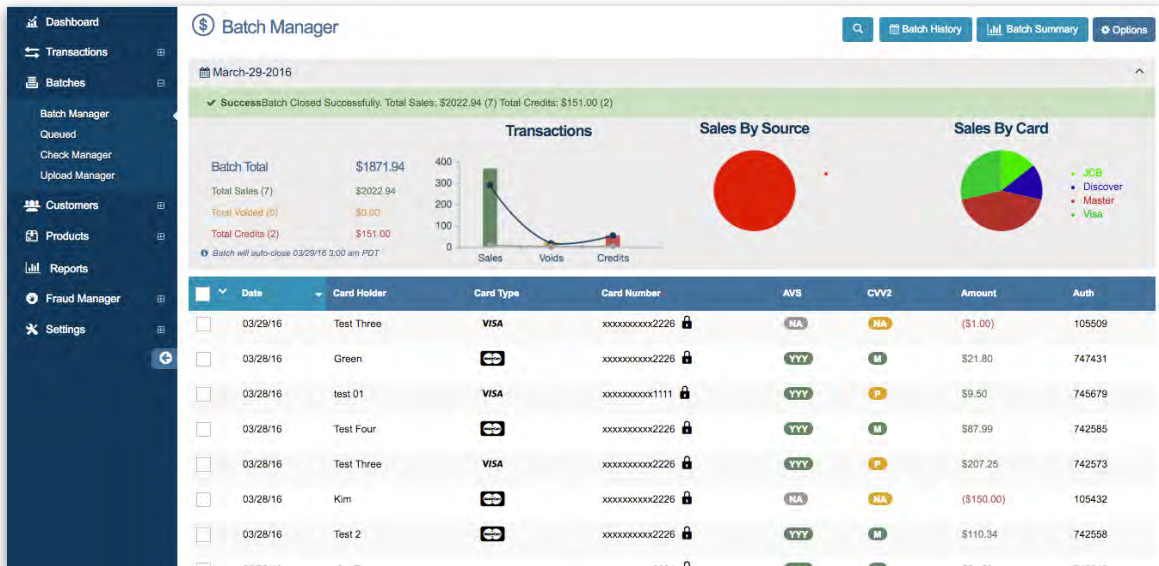 Dashboard
Transactions
Batches
Batch Manager
Queued
Check Manager
Upload Manager
Customers
Products
Reports
Fraud Manager
Settings
Batch Manager
Batch History
Batch Summary
Options
March-29-2016
SuccessBatch Closed Successfully. Total Sales: $2022.94 (7) Total Credits: $151.00 (2)
Batch Total $1871.94
Total Sales (7) $2022.94
Total Voided (0) $0.00
Total Credits (2) $151.00
Batch will auto-close 03/29/16 3:00 am PDT
Transactions
400
300
200
100
0
Sales Voids Credits
Sales By Source
Sales By Card
JCB
Discover
Master
Visa
Date Card Holder Card Type Card Number AVS CVV2 Amount Auth
03/29/16 Test Three VISA xxxxxxxxxx2226 NA NA ($1.00) 105509
03/28/16 Green xxxxxxxxxx2226 YYY M $21.80 747431
03/28/16 test 01 VISA xxxxxxxxxx1111 YYY P $9.50 745679
03/28/16 Test Four xxxxxxxxxx2226 YYY M $87.99 742585
03/28/16 Test Three VISA xxxxxxxxxx2226 YYY P $207.25 742573
03/28/16 Kim xxxxxxxxxx2226 NA NA ($150.00) 105432
03/28/16 Test 2 xxxxxxxxxx2226 YYY M $110.34 742558